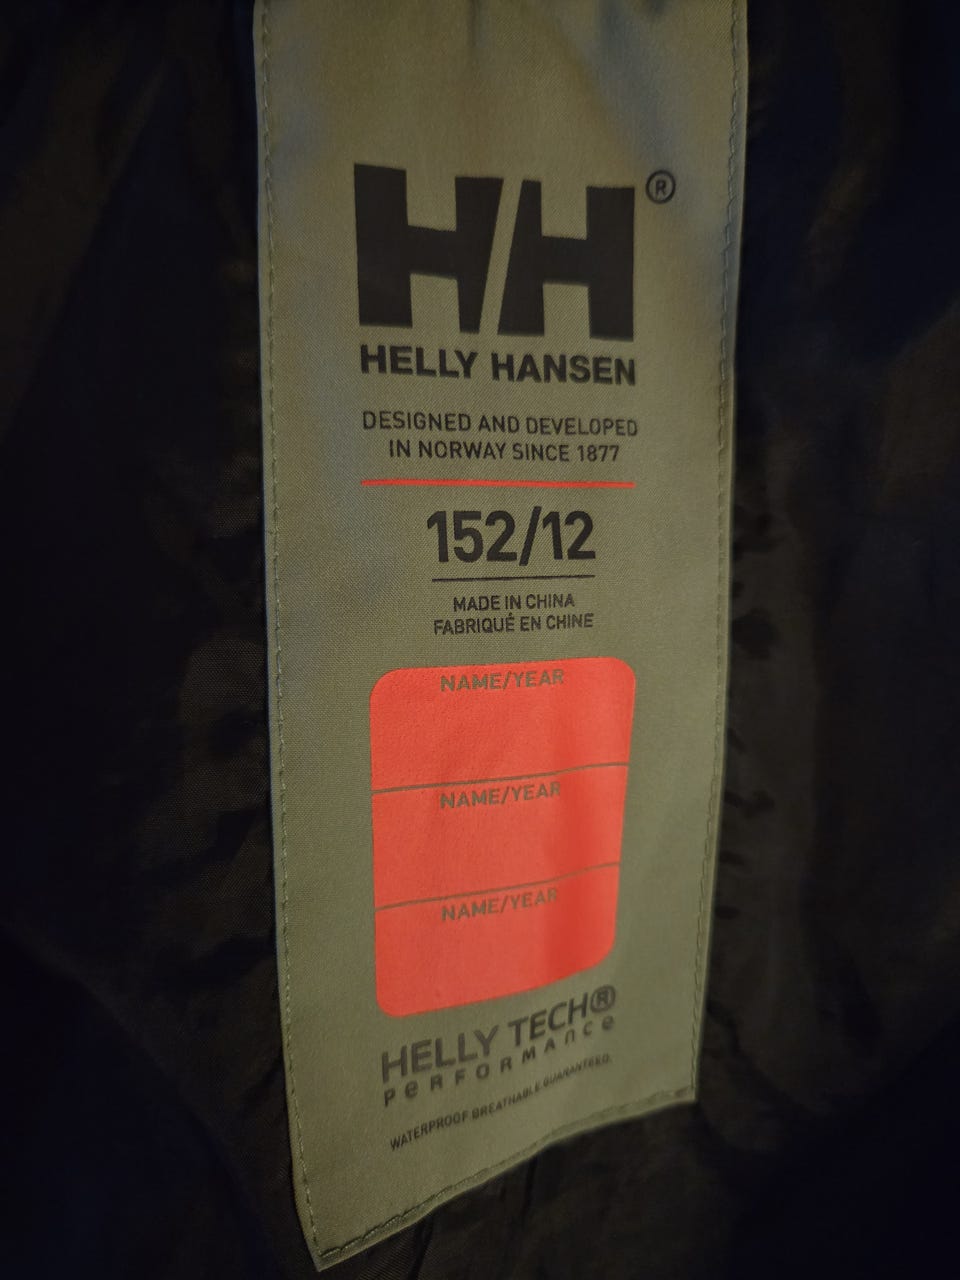 HH®
HELLY HANSEN
DESIGNED AND DEVELOPED
IN NORWAY SINCE 1877
152/12
MADE IN CHINA
FABRIQUÉ EN CHINE
NAME/YEAR
NAME/YEAR
NAME/YEAR
HELLY TECH®
PERFORMANCE
WATERPROOF BREATHABLE GUARANTEED.